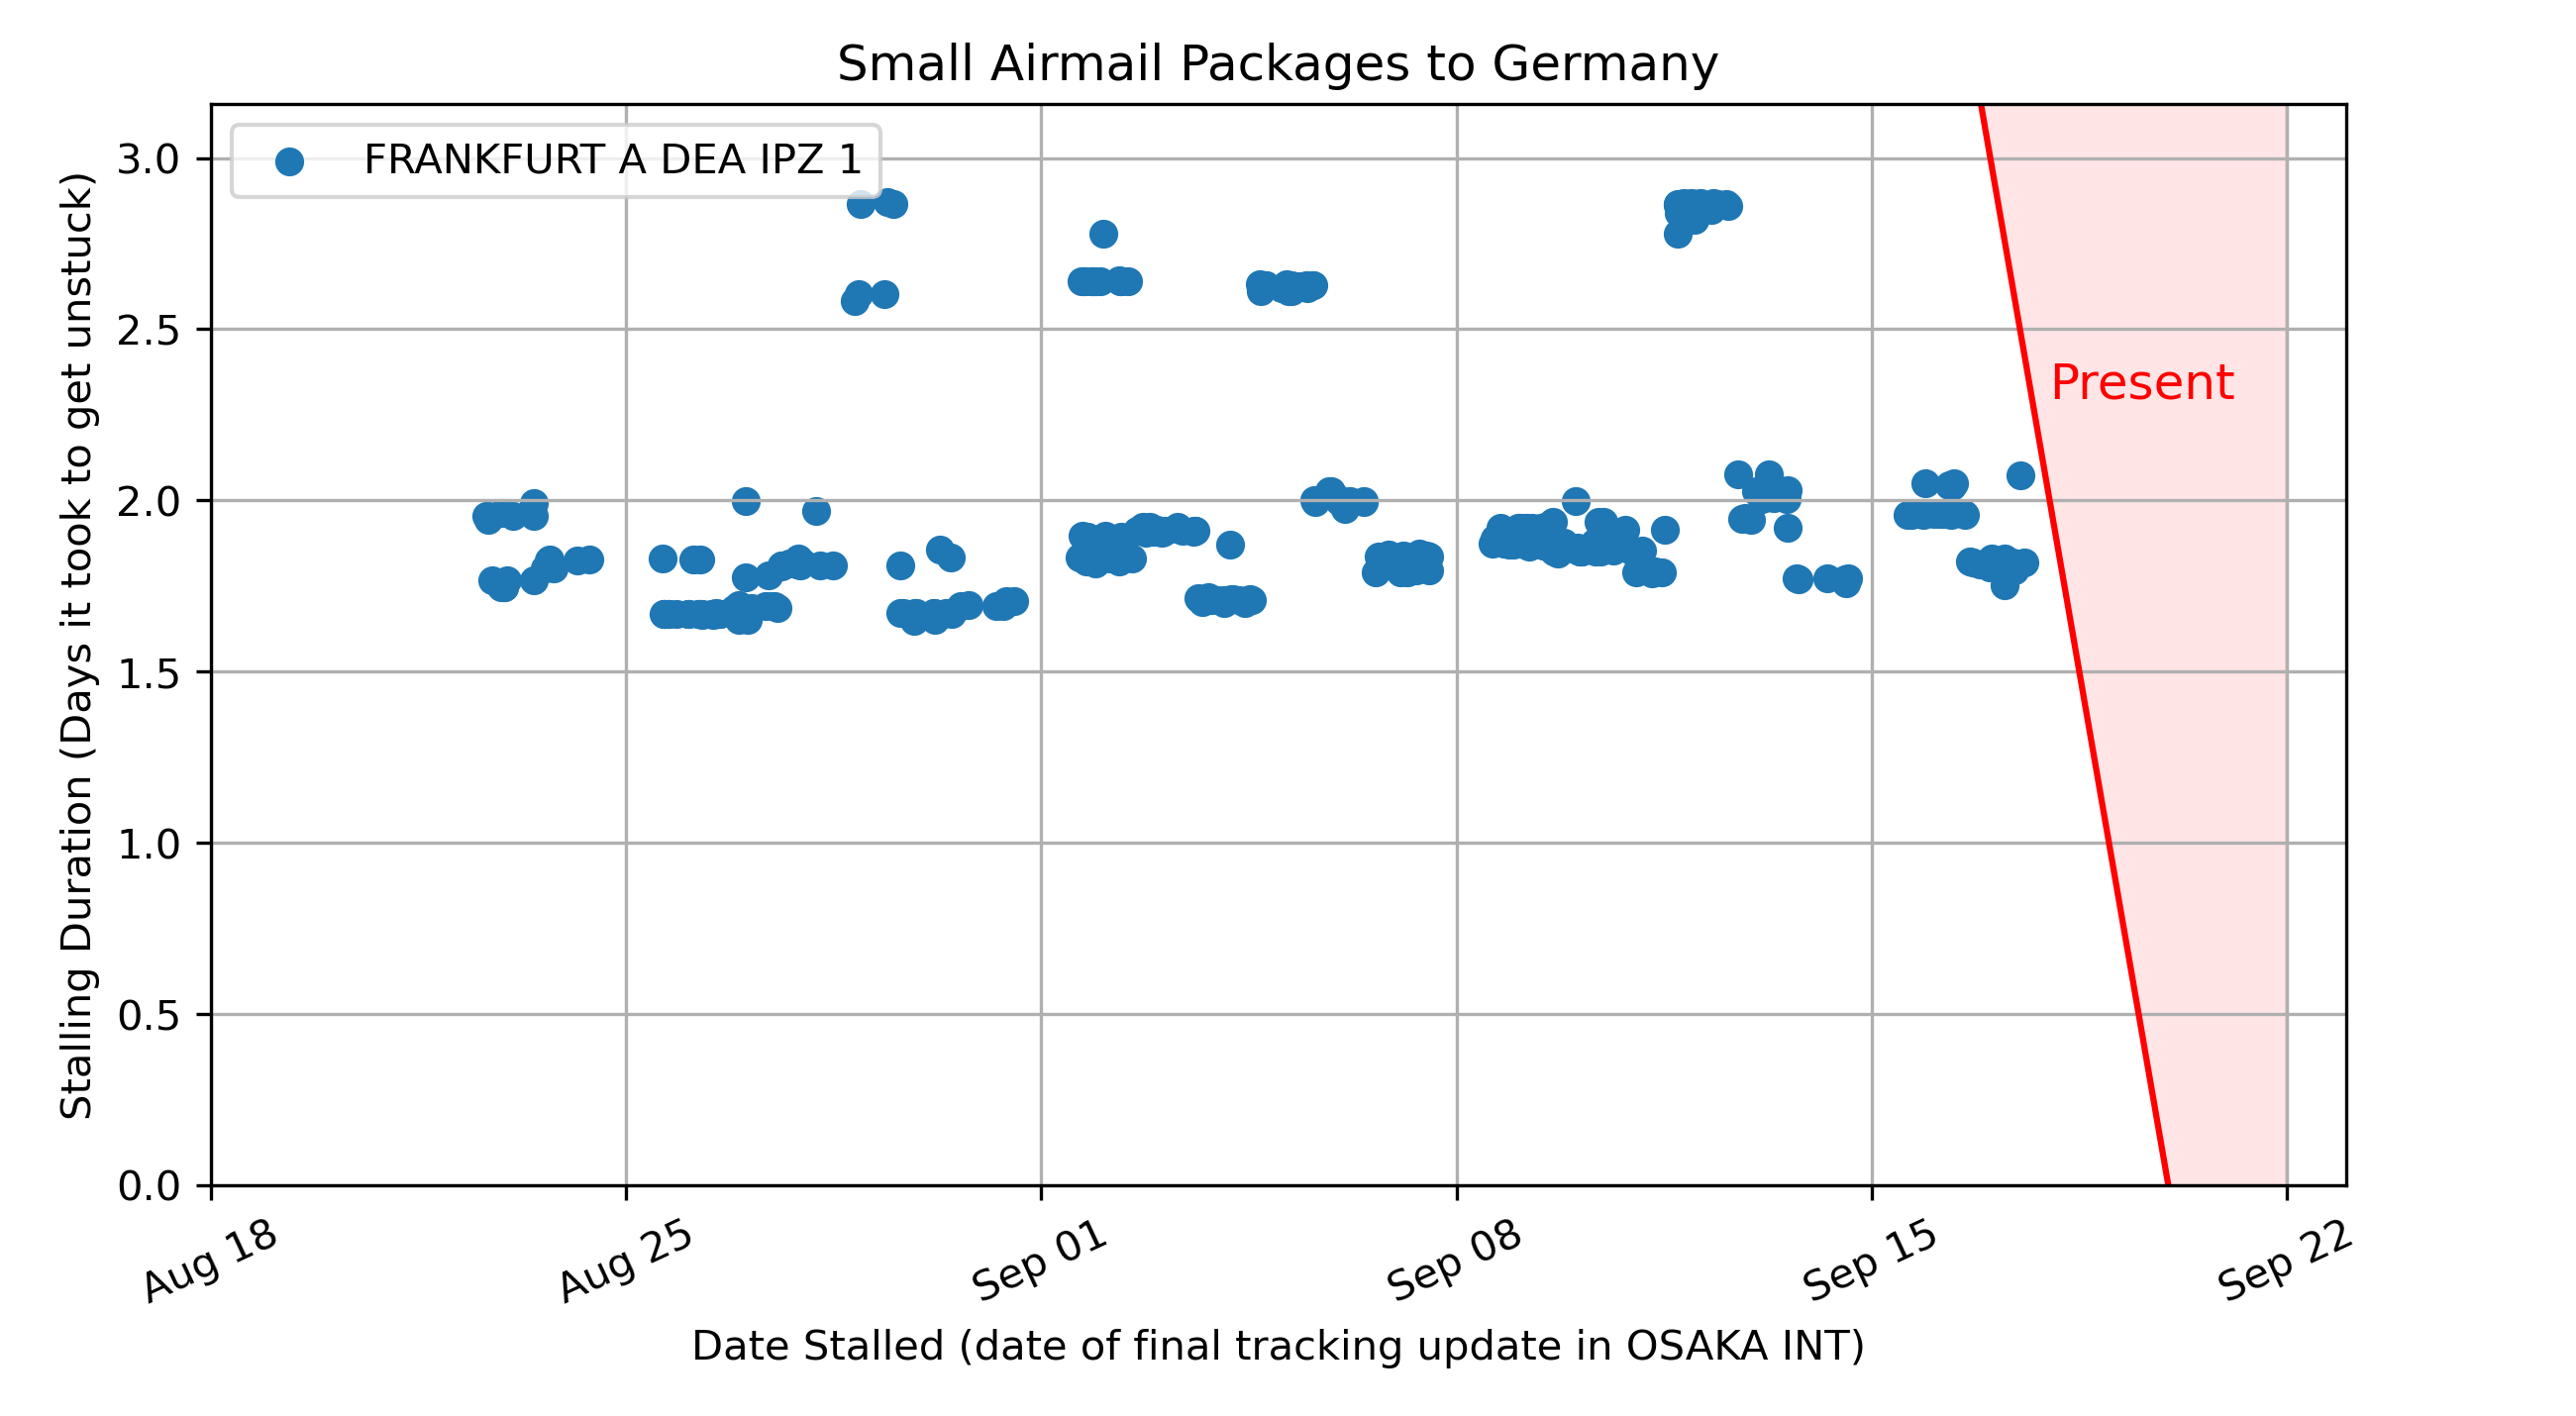 Small Airmail Packages to Germany
FRANKFURT A DEA IPZ 1
Present
Stalling Duration (Days it took to get unstuck)
3.0
2.5
2.0
1.5
1.0
0.5
0.0
Aug 18
Aug 25
Sep 01
Sep 08
Sep 15
Sep 22
Date Stalled (date of final tracking update in OSAKA INT)